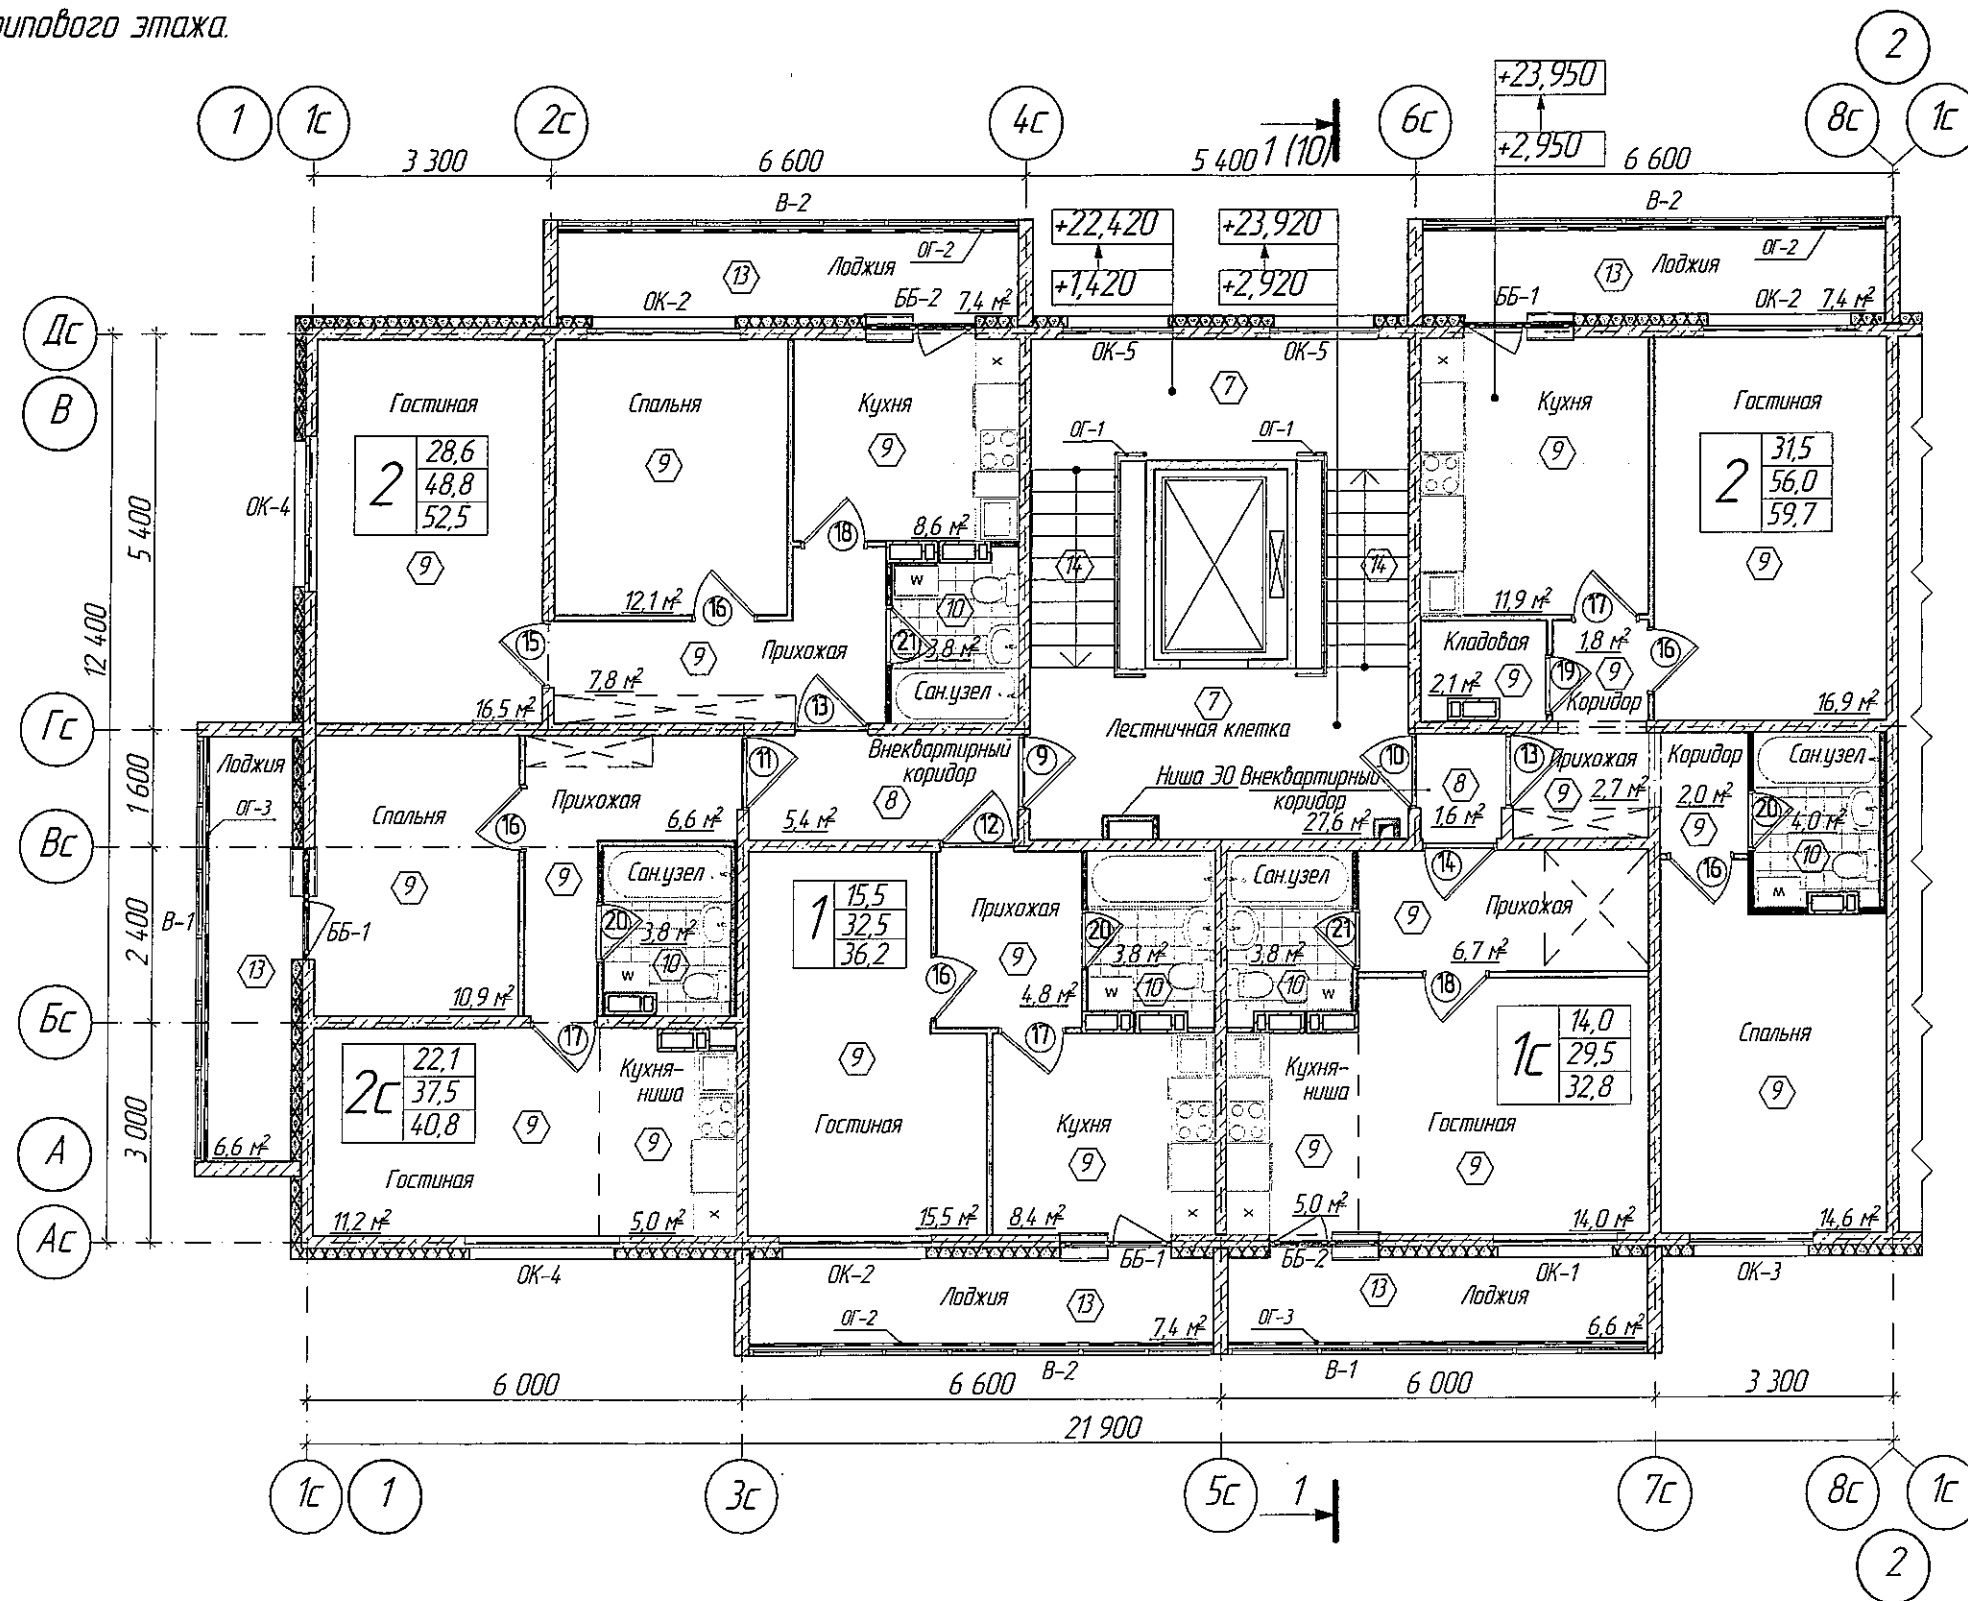 типового этажа.
2
1
1с
2с
4с
6с
8с
1с
+23,950
+2,950
1 (10)
3 300
6 600
5 400
6 600
В-2
В-2
+22,420
+1,420
+23,920
+2,920
ОГ-2
Лоджия
13
ОК-2
ББ-2
7,4 м²
ОГ-2
Лоджия
13
ББ-1
ОК-2
7,4 м²
Дс
В
Гс
Вс
Бс
А
Ас
12 400
5 400
1 600
2 400
3 000
ОК-4
Гостиная
2
28,6
48,8
52,5
9
16,5 м²
Спальня
9
12,1 м²
16
15
Кухня
9
8,6 м²
18
х
w
10
21
3,8 м²
Сан.узел
Прихожая
9
7,8 м²
13
ОК-5
ОК-5
7
ОГ-1
ОГ-1
14
14
7
Лестничная клетка
х
Кухня
9
11,9 м²
17
Гостиная
2
31,5
56,0
59,7
9
16,9 м²
Кладовая
9
2,1 м²
19
1,8 м²
9
16
Коридор
Лоджия
ОГ-3
В-1
13
6,6 м²
ББ-1
Спальня
9
10,9 м²
16
Прихожая
6,6 м²
9
11
Внеквартирный
коридор
8
5,4 м²
12
9
Ниша ЭО
Внеквартирный
коридор
27,6 м²
10
8
1,6 м²
13
Прихожая
9
2,7 м²
Коридор
2,0 м²
9
16
Сан.узел
20
4,0 м²
10
w
Сан.узел
20
3,8 м²
10
w
17
2с
22,1
37,5
40,8
9
Гостиная
11,2 м²
Кухня-
ниша
9
5,0 м²
х
1
15,5
32,5
36,2
Прихожая
9
4,8 м²
16
17
20
3,8 м²
10
w
9
Гостиная
15,5 м²
Кухня
9
8,4 м²
х
Сан.узел
21
3,8 м²
10
w
14
9
Прихожая
6,7 м²
18
Кухня-
ниша
9
5,0 м²
х
1с
14,0
29,5
32,8
Гостиная
9
14,0 м²
Спальня
9
14,6 м²
ОК-4
ОК-2
ББ-1
ББ-2
ОК-1
ОК-3
Лоджия
13
ОГ-2
7,4 м²
13
Лоджия
ОГ-3
6,6 м²
В-2
В-1
6 000
6 600
6 000
3 300
21 900
1с
1
3с
5с
1
7с
8с
1с
2